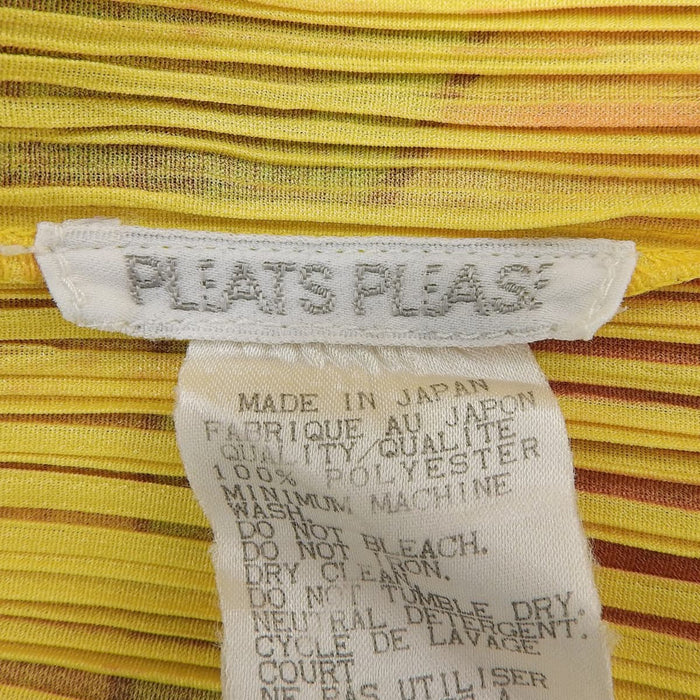 PLEATS PLEASE
MADE IN JAPAN
FABRIQUE AU JAPON
QUALITY/QUALITE
100% POLYESTER
MINIMUM MACHINE
WASH.
DO NOT BLEACH.
DO NOT IRON.
DRY CLEAN.
DO NOT TUMBLE DRY.
NEUTRAL DETERGENT.
CYCLE DE LAVAGE
COURT
NE PAS UTILISER